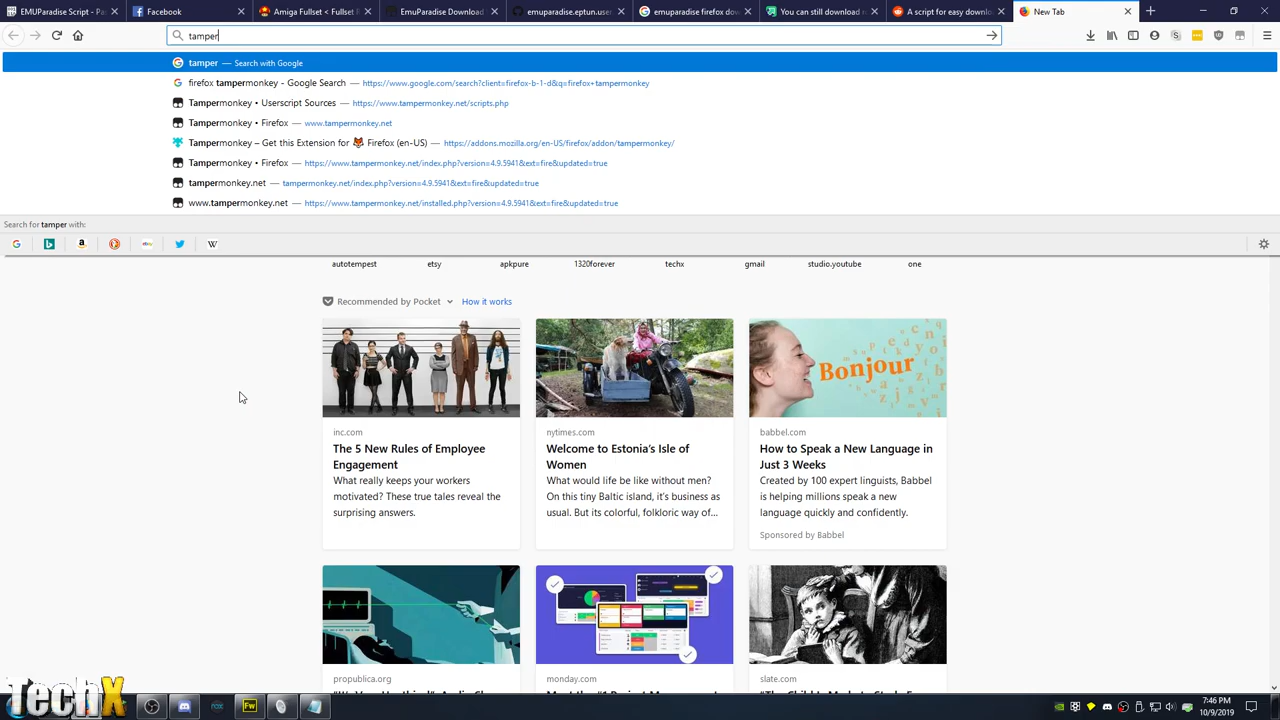 EMUParadise Script - Pas
Facebook
Amiga Fullset < Fullset R
EmuParadise Download
emuparadise.eptun.user
emuparadise firefox dow
You can still download r
A script for easy downlo
New Tab
tamper
tamper — Search with Google
firefox tampermonkey - Google Search — https://www.google.com/search?client=firefox-b-1-d&q=firefox+tampermonkey
Tampermonkey • Userscript Sources — https://www.tampermonkey.net/scripts.php
Tampermonkey • Firefox — www.tampermonkey.net
Tampermonkey – Get this Extension for 🦊 Firefox (en-US) — https://addons.mozilla.org/en-US/firefox/addon/tampermonkey/
Tampermonkey • Firefox — https://www.tampermonkey.net/index.php?version=4.9.5941&ext=fire&updated=true
tampermonkey.net — tampermonkey.net/index.php?version=4.9.5941&ext=fire&updated=true
www.tampermonkey.net — https://www.tampermonkey.net/installed.php?version=4.9.5941&ext=fire&updated=true
Search for tamper with:
autotempest etsy apkpure 1320forever techx gmail studio.youtube one
Recommended by Pocket How it works
Bonjour
inc.com
The 5 New Rules of Employee
Engagement
What really keeps your workers
motivated? These true tales reveal the
surprising answers.
nytimes.com
Welcome to Estonia's Isle of
Women
What would life be like without men?
On this tiny Baltic island, it's business as
usual. But its colorful, folkloric way of...
babbel.com
How to Speak a New Language in
Just 3 Weeks
Created by 100 expert linguists, Babbel
is helping millions speak a new
language quickly and confidently.
Sponsored by Babbel
propublica.org
monday.com
slate.com
TechX
Fw
7:46 PM
10/9/2019